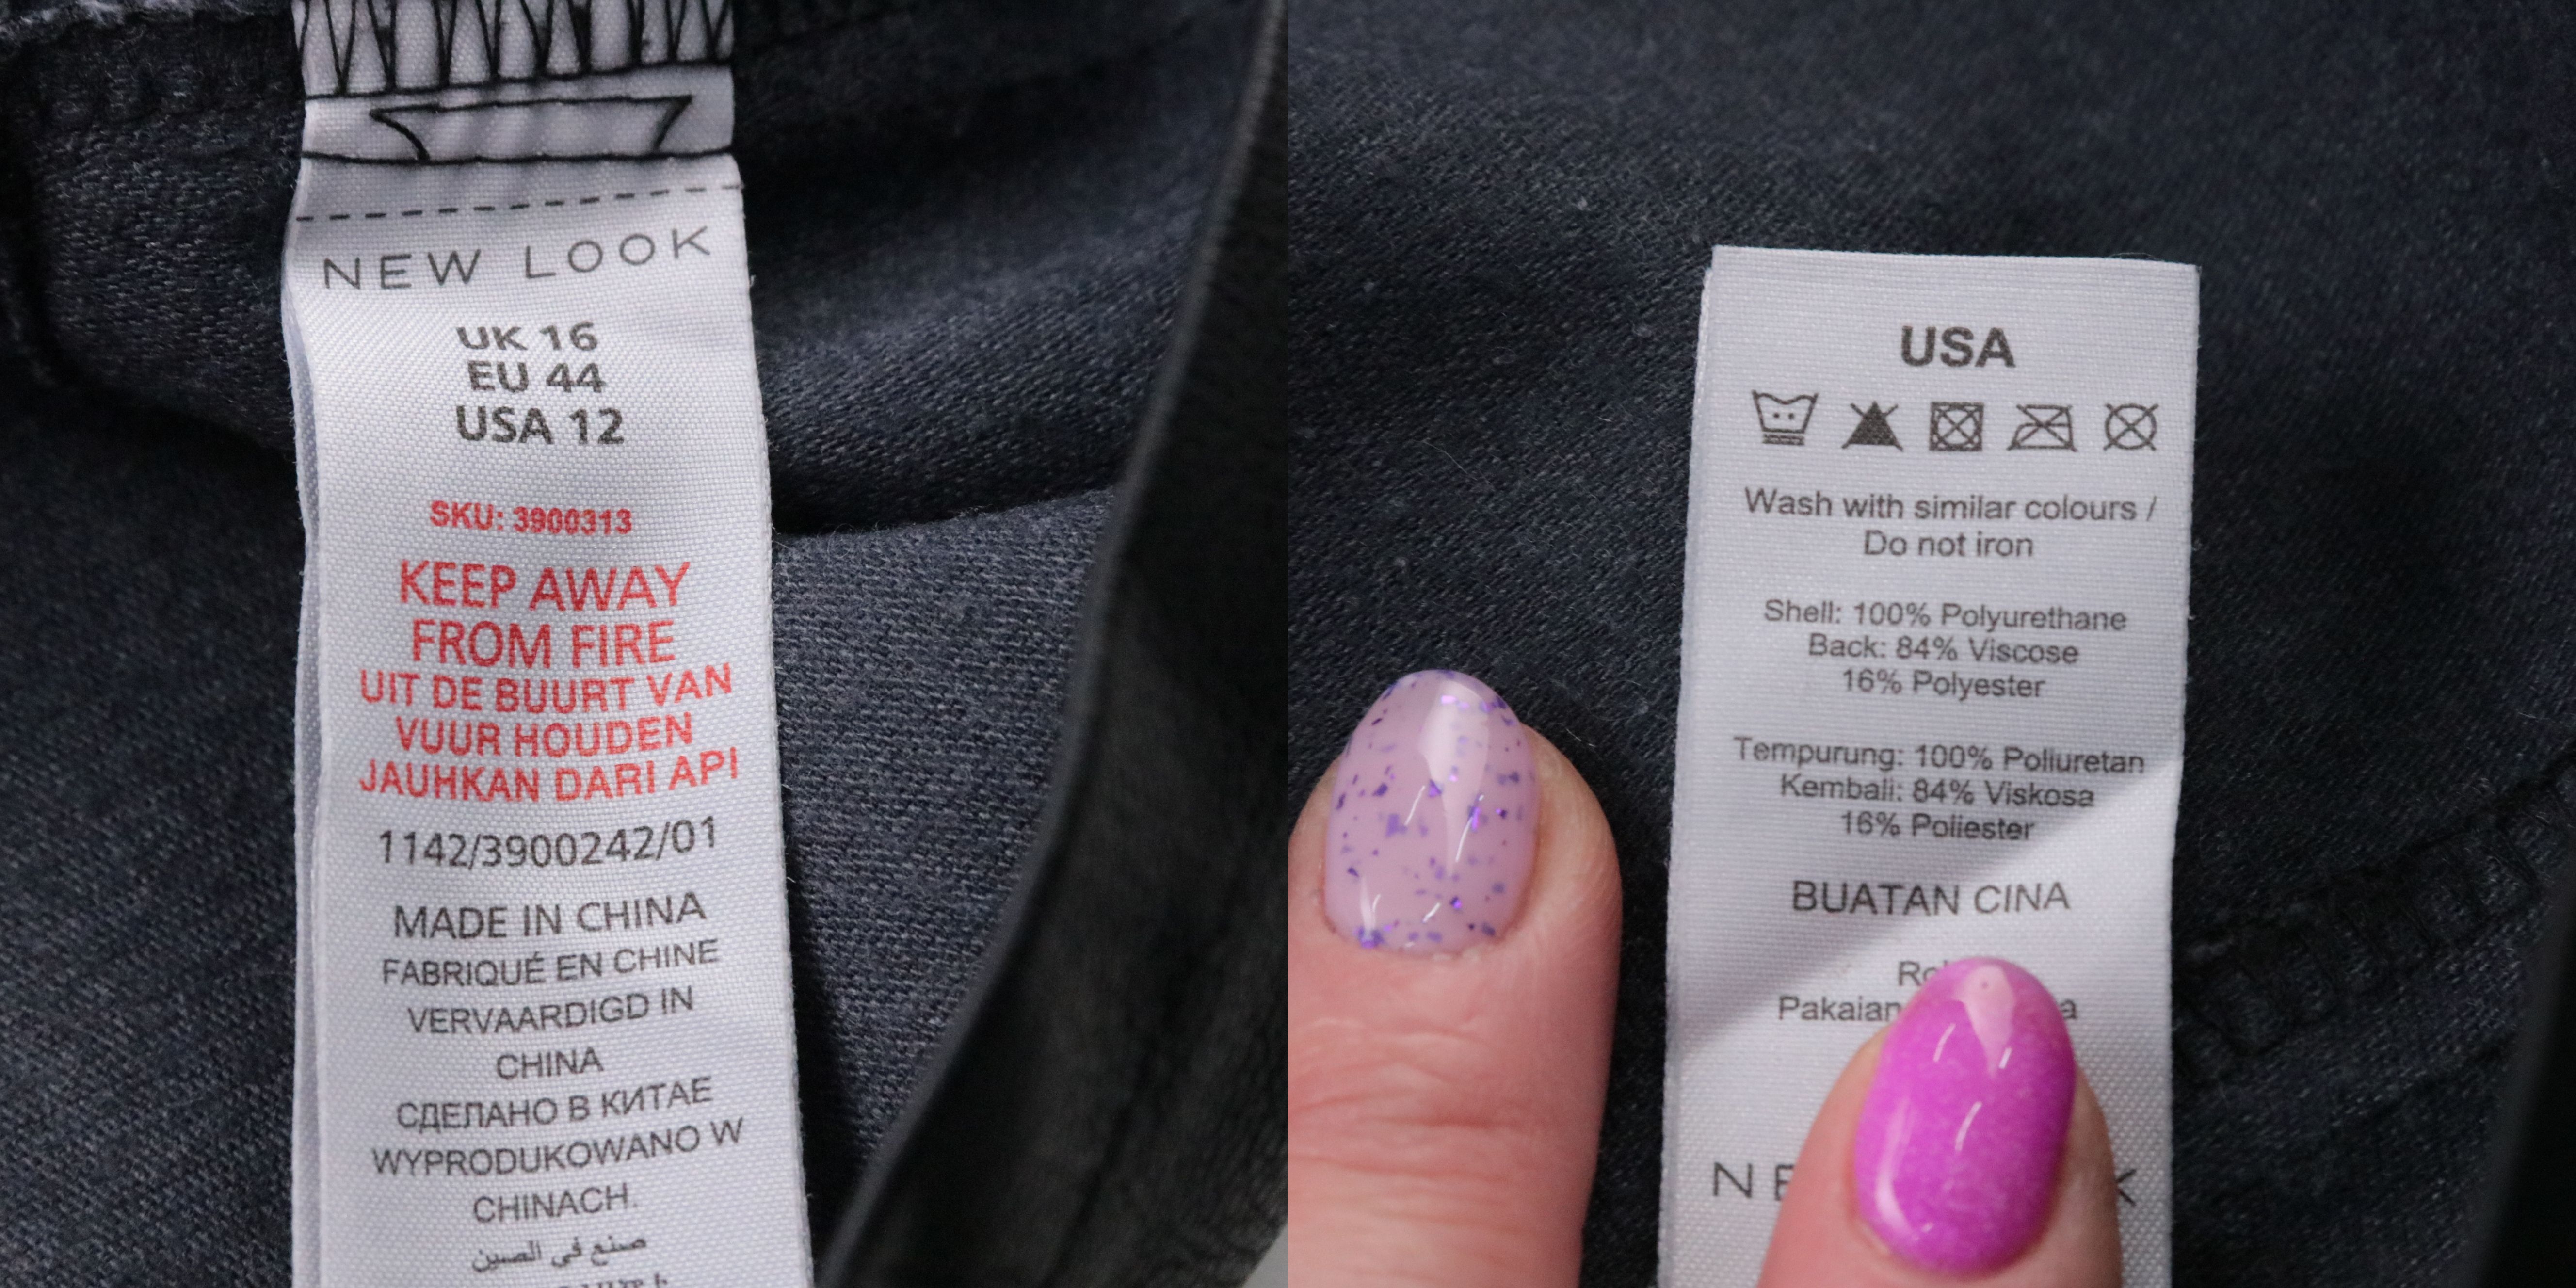 NEW LOOK
UK 16
EU 44
USA 12
SKU: 3900313
KEEP AWAY
FROM FIRE
UIT DE BUURT VAN
VUUR HOUDEN
JAUHKAN DARI API
1142/3900242/01
MADE IN CHINA
FABRIQUÉ EN CHINE
VERVAARDIGD IN
CHINA
СДЕЛАНО В КИТАЕ
WYPRODUKOWANO W
CHINACH.
صنع في الصين
USA
Wash with similar colours /
Do not iron
Shell: 100% Polyurethane
Back: 84% Viscose
16% Polyester
Tempurung: 100% Poliuretan
Kembali: 84% Viskosa
16% Poliester
BUATAN CINA
Pakaian